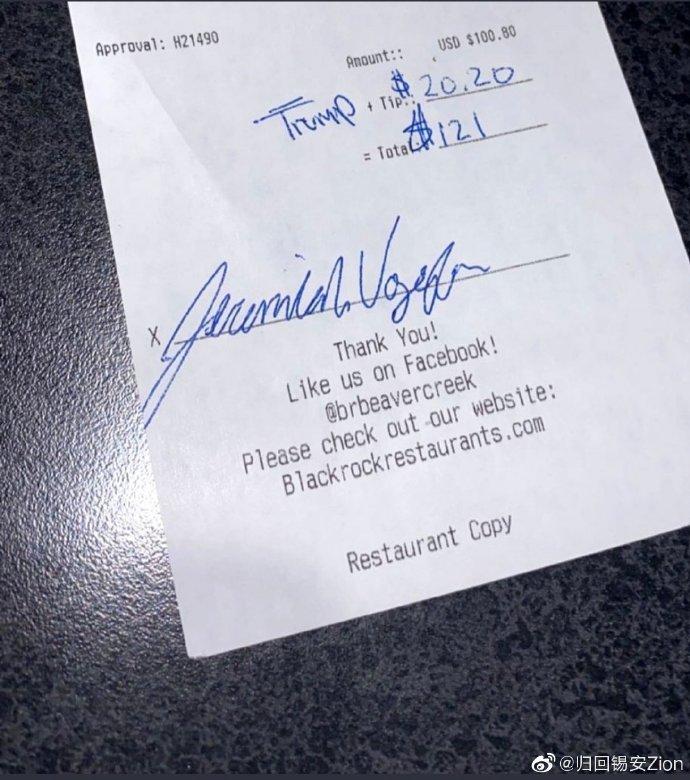 Approval: H21490
Amount:: USD $100.80
Trump + Tip:: $20.20
= Total: $121
X Jeremiah
Thank You!
Like us on Facebook!
@brbeavercreek
Please check out our website:
Blackrockrestaurants.com
Restaurant Copy
@归回锡安Zion